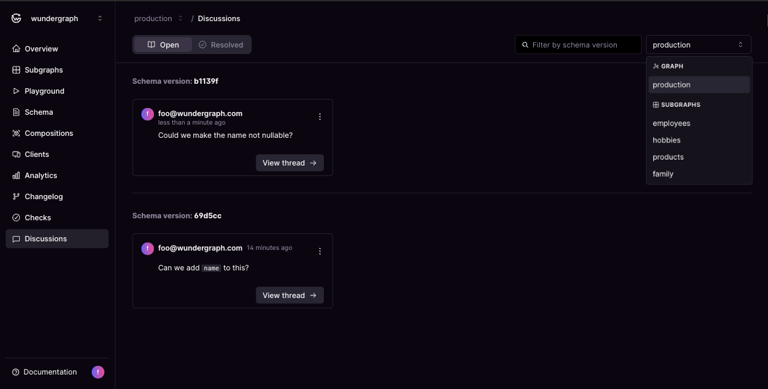 wundergraph
Overview
Subgraphs
Playground
Schema
Compositions
Clients
Analytics
Changelog
Checks
Discussions
Documentation
f
production / Discussions
Open
Resolved
Filter by schema version
production
GRAPH
production
SUBGRAPHS
employees
hobbies
products
family
Schema version: b1139f
f
foo@wundergraph.com
less than a minute ago
Could we make the name not nullable?
View thread →
Schema version: 69d5cc
f
foo@wundergraph.com 14 minutes ago
Can we add name to this?
View thread →